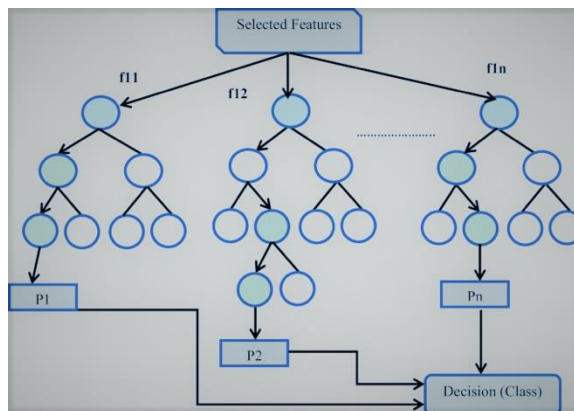 Selected Features
f11
f12
f1n
P1
P2
Pn
Decision (Class)